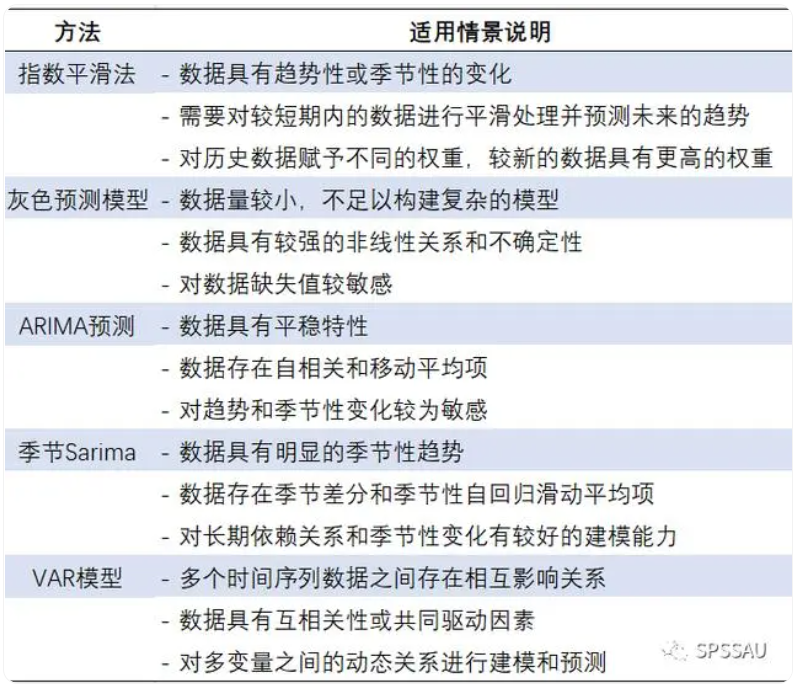 方法 适用情景说明
指数平滑法 - 数据具有趋势性或季节性的变化
- 需要对较短期内的数据进行平滑处理并预测未来的趋势
- 对历史数据赋予不同的权重，较新的数据具有更高的权重
灰色预测模型 - 数据量较小，不足以构建复杂的模型
- 数据具有较强的非线性关系和不确定性
- 对数据缺失值较敏感
ARIMA预测 - 数据具有平稳特性
- 数据存在自相关和移动平均项
- 对趋势和季节性变化较为敏感
季节Sarima - 数据具有明显的季节性趋势
- 数据存在季节差分和季节性自回归滑动平均项
- 对长期依赖关系和季节性变化有较好的建模能力
VAR模型 - 多个时间序列数据之间存在相互影响关系
- 数据具有互相关性或共同驱动因素
- 对多变量之间的动态关系进行建模和预测
SPSSAU